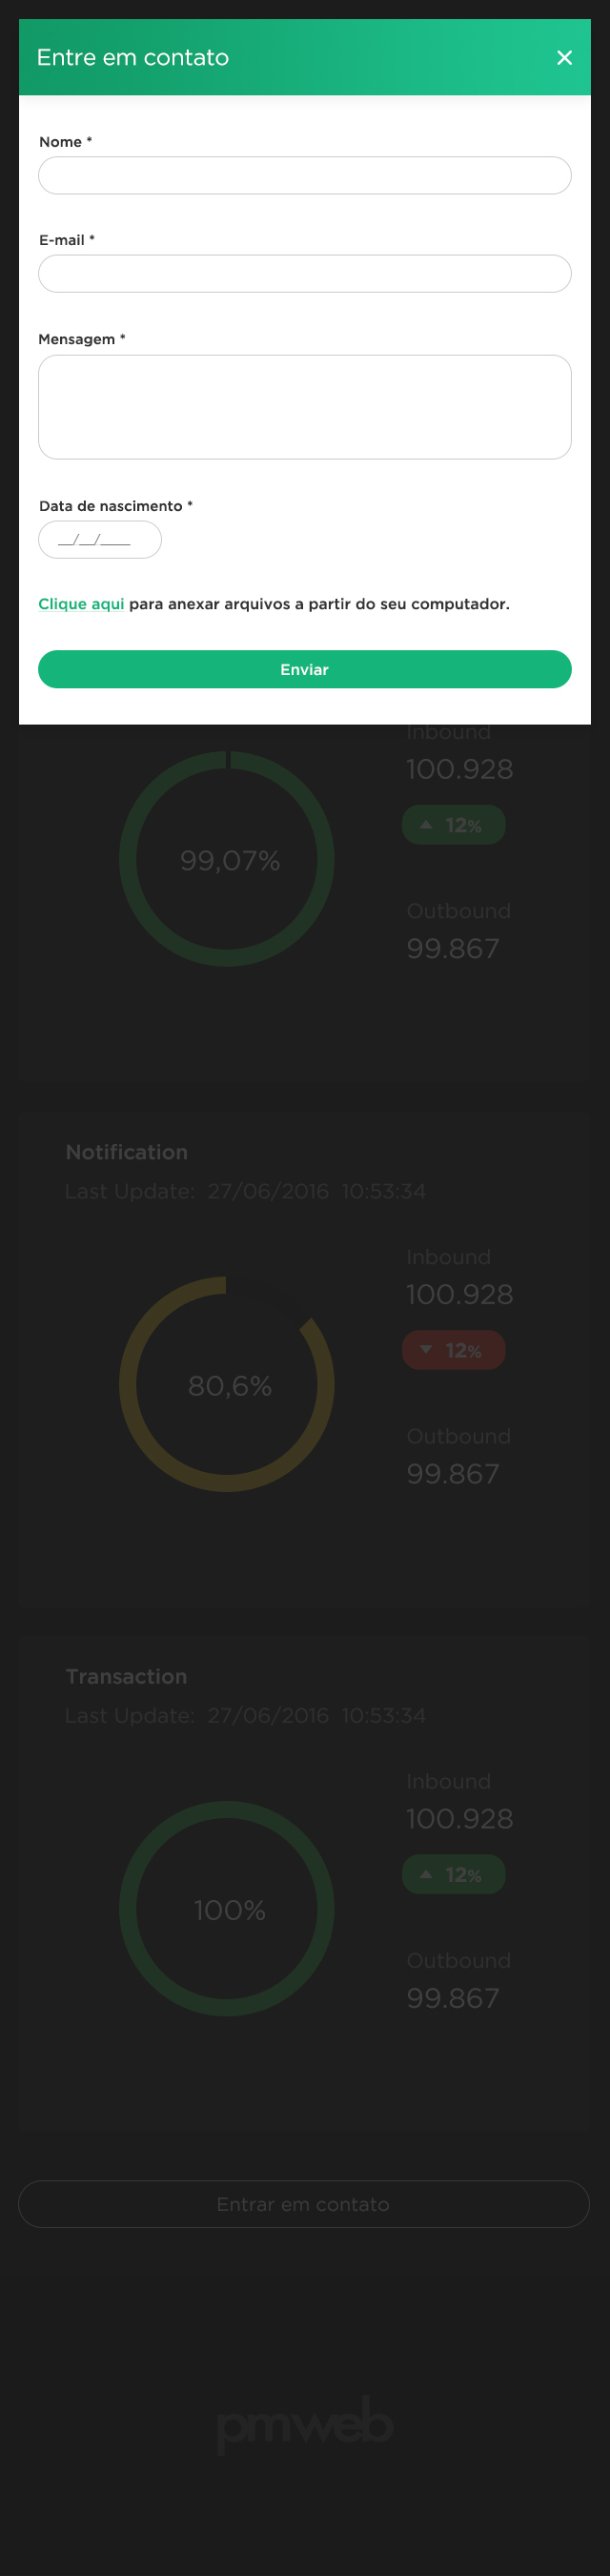 Entre em contato
Nome *
E-mail *
Mensagem *
Data de nascimento *
__/__/____
Clique aqui para anexar arquivos a partir do seu computador.
Enviar
Inbound
100.928
12%
99,07%
Outbound
99.867
Notification
Last Update: 27/06/2016 10:53:34
Inbound
100.928
12%
80,6%
Outbound
99.867
Transaction
Last Update: 27/06/2016 10:53:34
Inbound
100.928
12%
100%
Outbound
99.867
Entrar em contato
pmweb